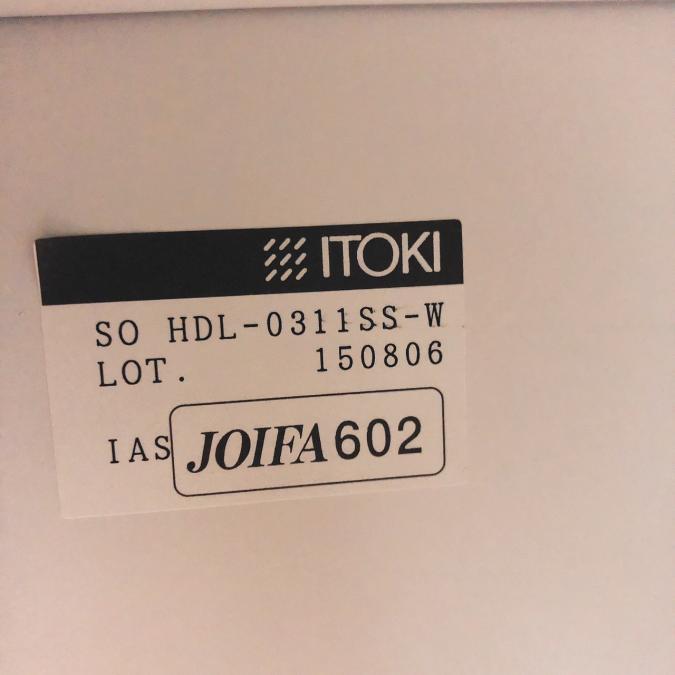 ITOKI
SO HDL-0311SS-W
LOT. 150806
IAS JOIFA602